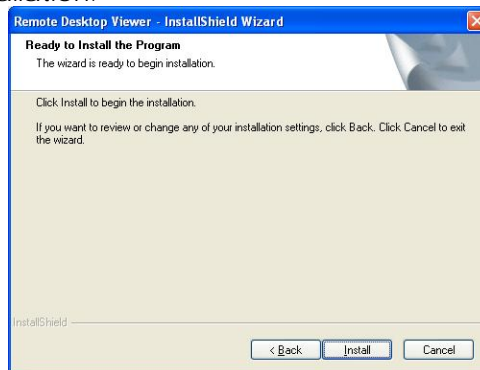 Remote Desktop Viewer - InstallShield Wizard
Ready to Install the Program
The wizard is ready to begin installation.
Click Install to begin the installation.
If you want to review or change any of your installation settings, click Back. Click Cancel to exit
the wizard.
InstallShield
< Back Install Cancel